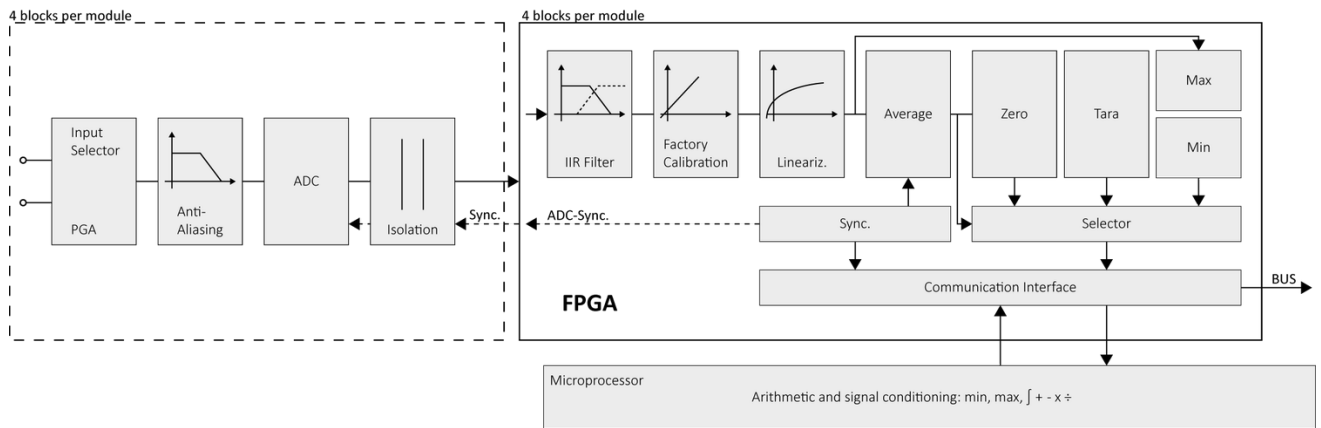 4 blocks per module
4 blocks per module
Input
Selector
PGA
Anti-
Aliasing
ADC
Isolation
Sync.
ADC-Sync.
IIR Filter
Factory
Calibration
Lineariz.
Average
Zero
Tara
Max
Min
Sync.
Selector
Communication Interface
BUS
FPGA
Microprocessor
Arithmetic and signal conditioning: min, max, ∫ + - x ÷